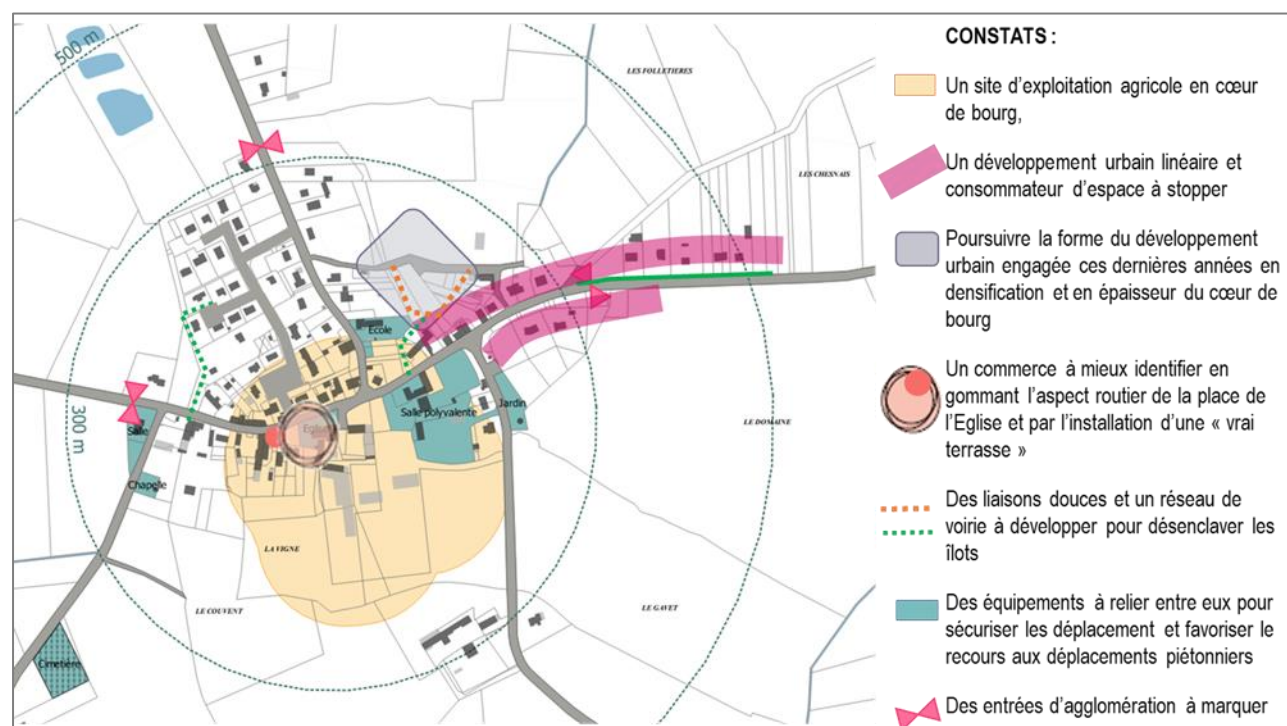 500 m
LES FOLLETIERES
LES CHESNAIS
Ecole
Salle polyvalente
Jardin
Eglise
LE DOMAINE
300 m
Salle
Chapelle
LA VIGNE
LE COUVENT
LE GAVET
Cimetière
CONSTATS :
Un site d'exploitation agricole en cœur
de bourg,
Un développement urbain linéaire et
consommateur d'espace à stopper
Poursuivre la forme du développement
urbain engagée ces dernières années en
densification et en épaisseur du cœur de
bourg
Un commerce à mieux identifier en
gommant l'aspect routier de la place de
l'Eglise et par l'installation d'une « vrai
terrasse »
Des liaisons douces et un réseau de
voirie à développer pour désenclaver les
îlots
Des équipements à relier entre eux pour
sécuriser les déplacement et favoriser le
recours aux déplacements piétonniers
Des entrées d'agglomération à marquer